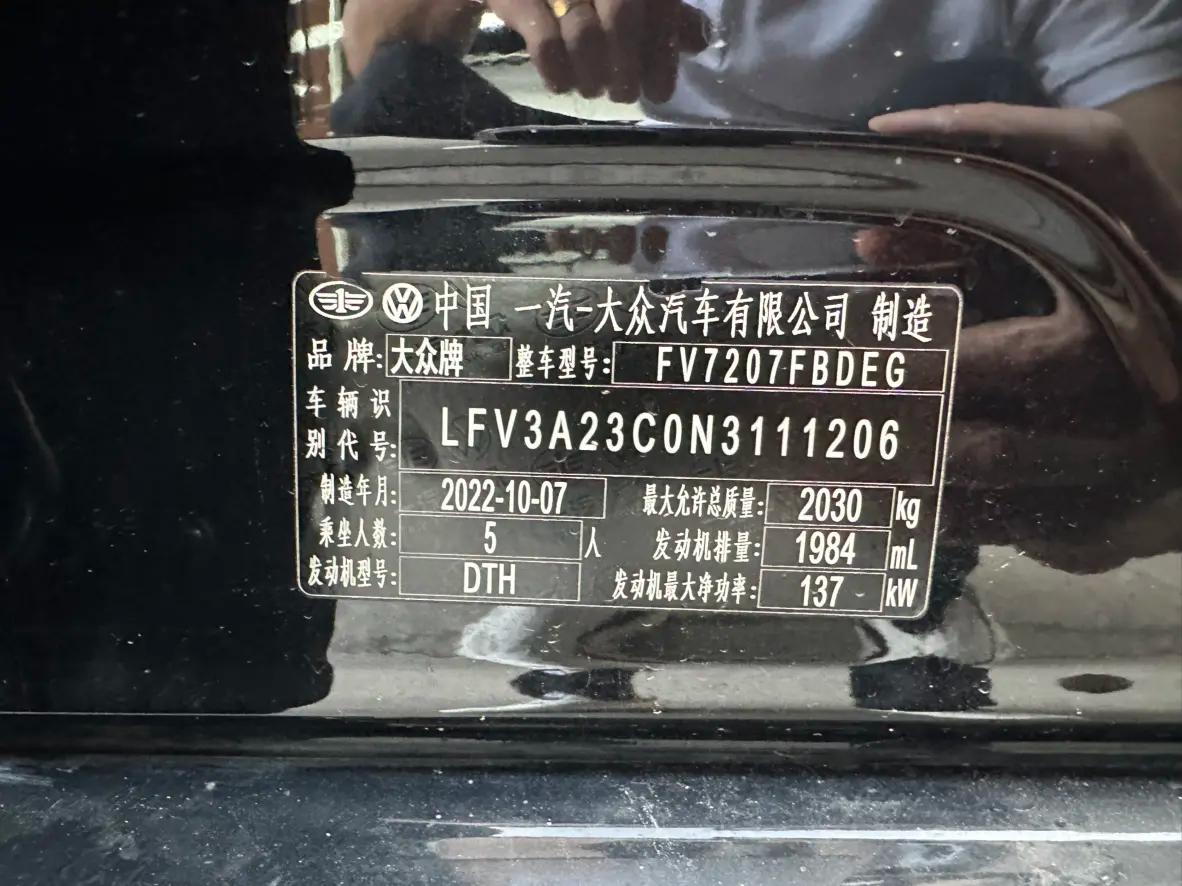 中国 一汽-大众汽车有限公司 制造
品 牌: 大众牌 整车型号: FV7207FBDEG
车 辆 识
别 代 号: LFV3A23C0N3111206
制造年月: 2022-10-07 最大允许总质量: 2030 kg
乘坐人数: 5 人 发动机排量: 1984 mL
发动机型号: DTH 发动机最大净功率: 137 kW